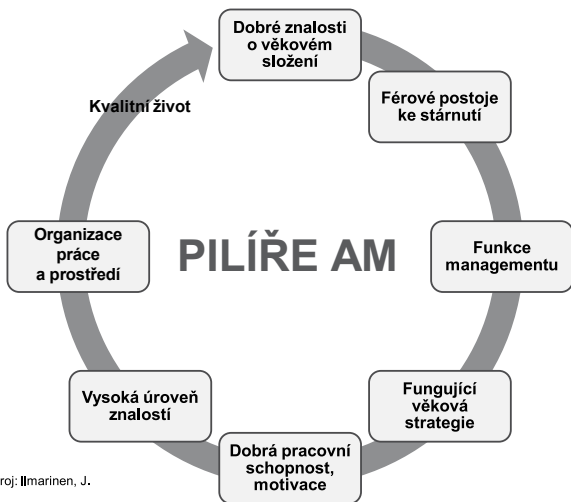 Dobré znalosti
o věkovém
složení
Férové postoje
ke stárnutí
Funkce
managementu
Fungující
věková
strategie
Dobrá pracovní
schopnost,
motivace
Vysoká úroveň
znalostí
Organizace
práce
a prostředí
Kvalitní život
PILÍŘE AM
roj: Ilmarinen, J.